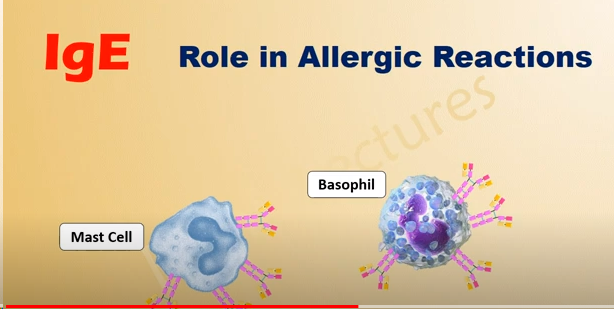 IgE Role in Allergic Reactions
Basophil
Mast Cell